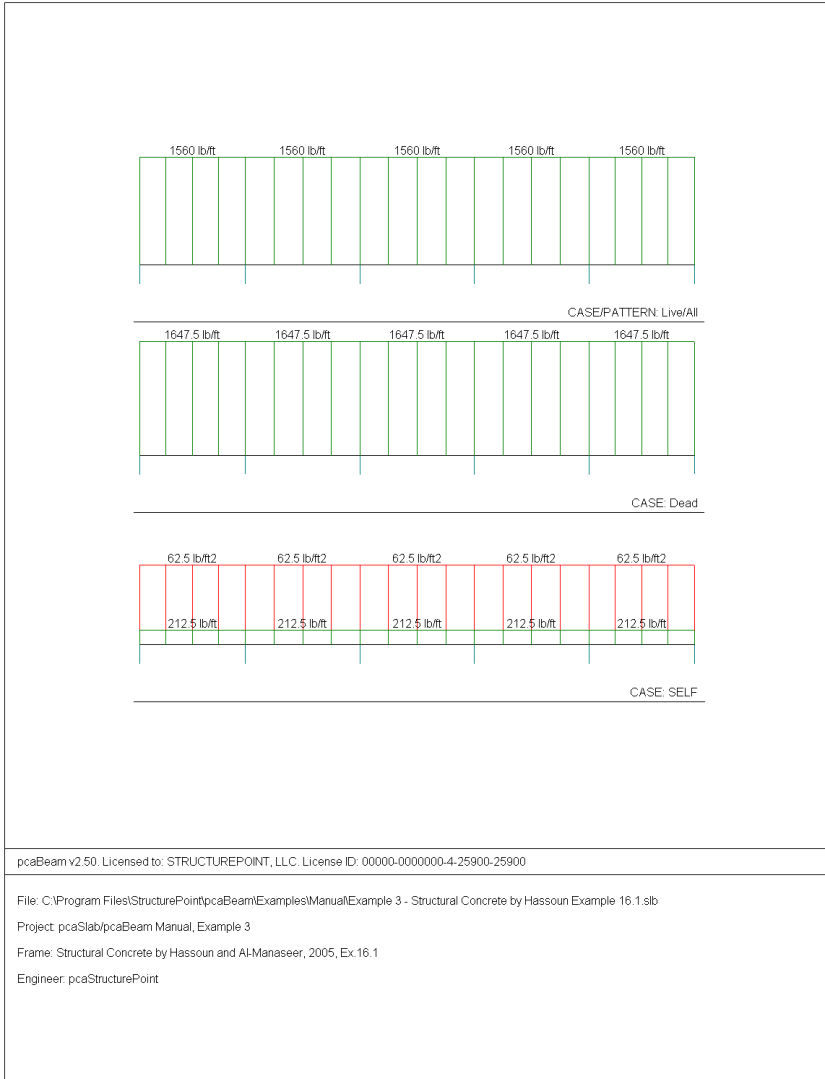 1560 lb/ft 1560 lb/ft 1560 lb/ft 1560 lb/ft 1560 lb/ft
CASE/PATTERN: Live/All
1647.5 lb/ft 1647.5 lb/ft 1647.5 lb/ft 1647.5 lb/ft 1647.5 lb/ft
CASE: Dead
62.5 lb/ft2 62.5 lb/ft2 62.5 lb/ft2 62.5 lb/ft2 62.5 lb/ft2
212.5 lb/ft 212.5 lb/ft 212.5 lb/ft 212.5 lb/ft 212.5 lb/ft
CASE: SELF
pcaBeam v2.50. Licensed to: STRUCTUREPOINT, LLC. License ID: 00000-0000000-4-25900-25900
File: C:\Program Files\StructurePoint\pcaBeam\Examples\Manual\Example 3 - Structural Concrete by Hassoun Example 16.1.slb
Project: pcaSlab/pcaBeam Manual, Example 3
Frame: Structural Concrete by Hassoun and Al-Manaseer, 2005, Ex.16.1
Engineer: pcaStructurePoint